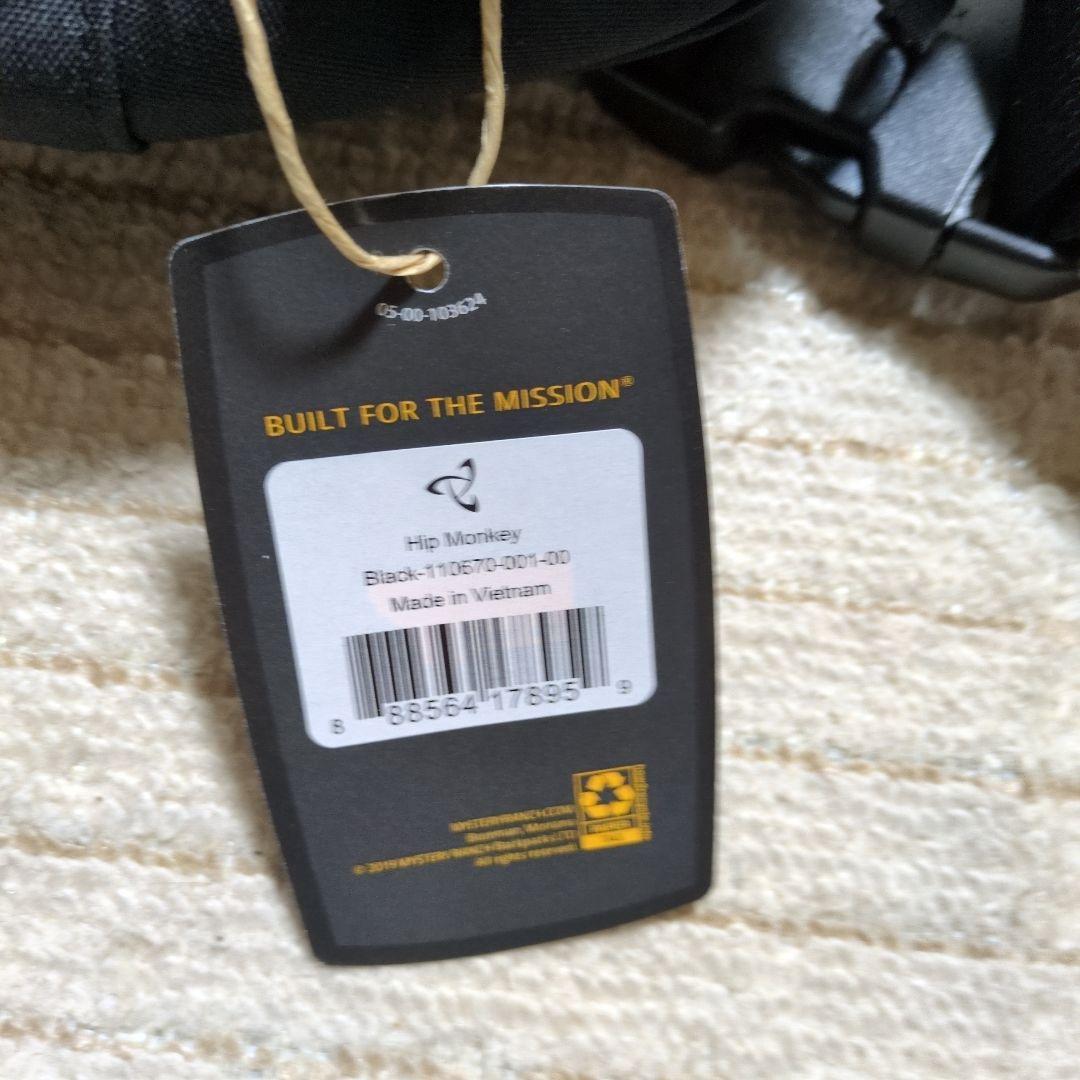 05-00-103624
BUILT FOR THE MISSION®
Hip Monkey
Black-110670-001-00
Made in Vietnam
8 88564 17895 9
MYSTERYRANCH.COM
Bozeman, Montana
© 2019 MYSTERY RANCH Backpacks LTD
All rights reserved.